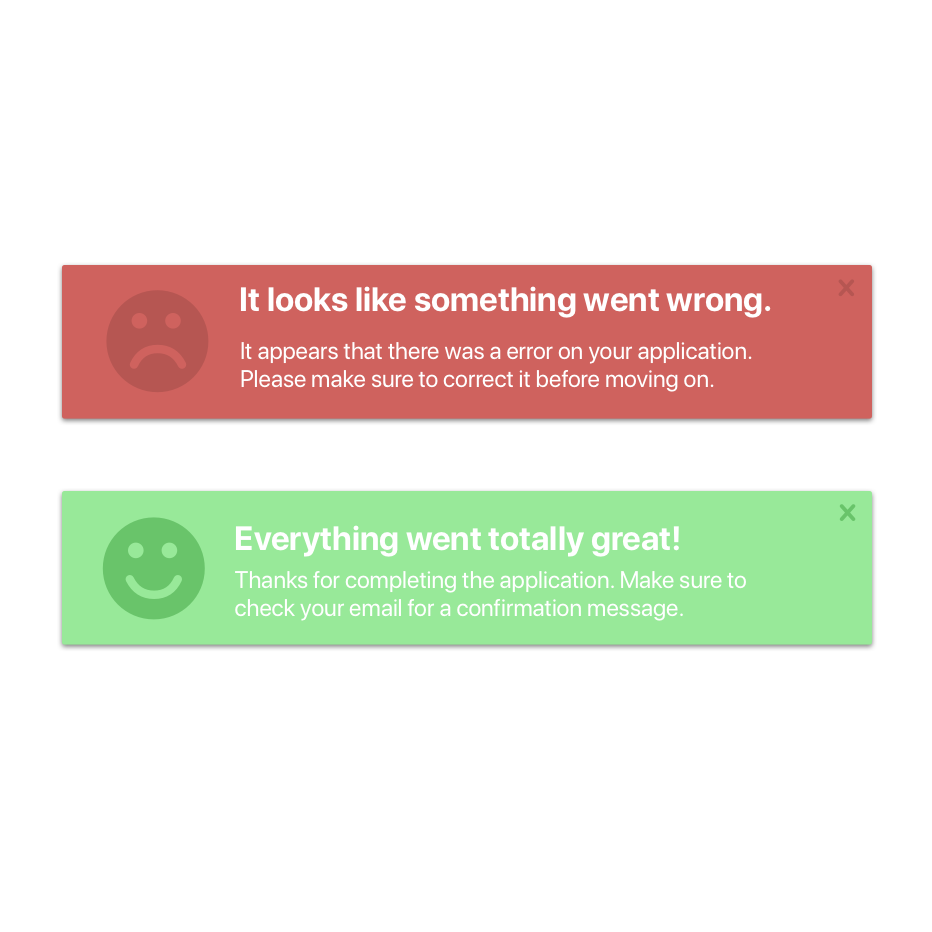 It looks like something went wrong.
It appears that there was a error on your application.
Please make sure to correct it before moving on.
Everything went totally great!
Thanks for completing the application. Make sure to
check your email for a confirmation message.